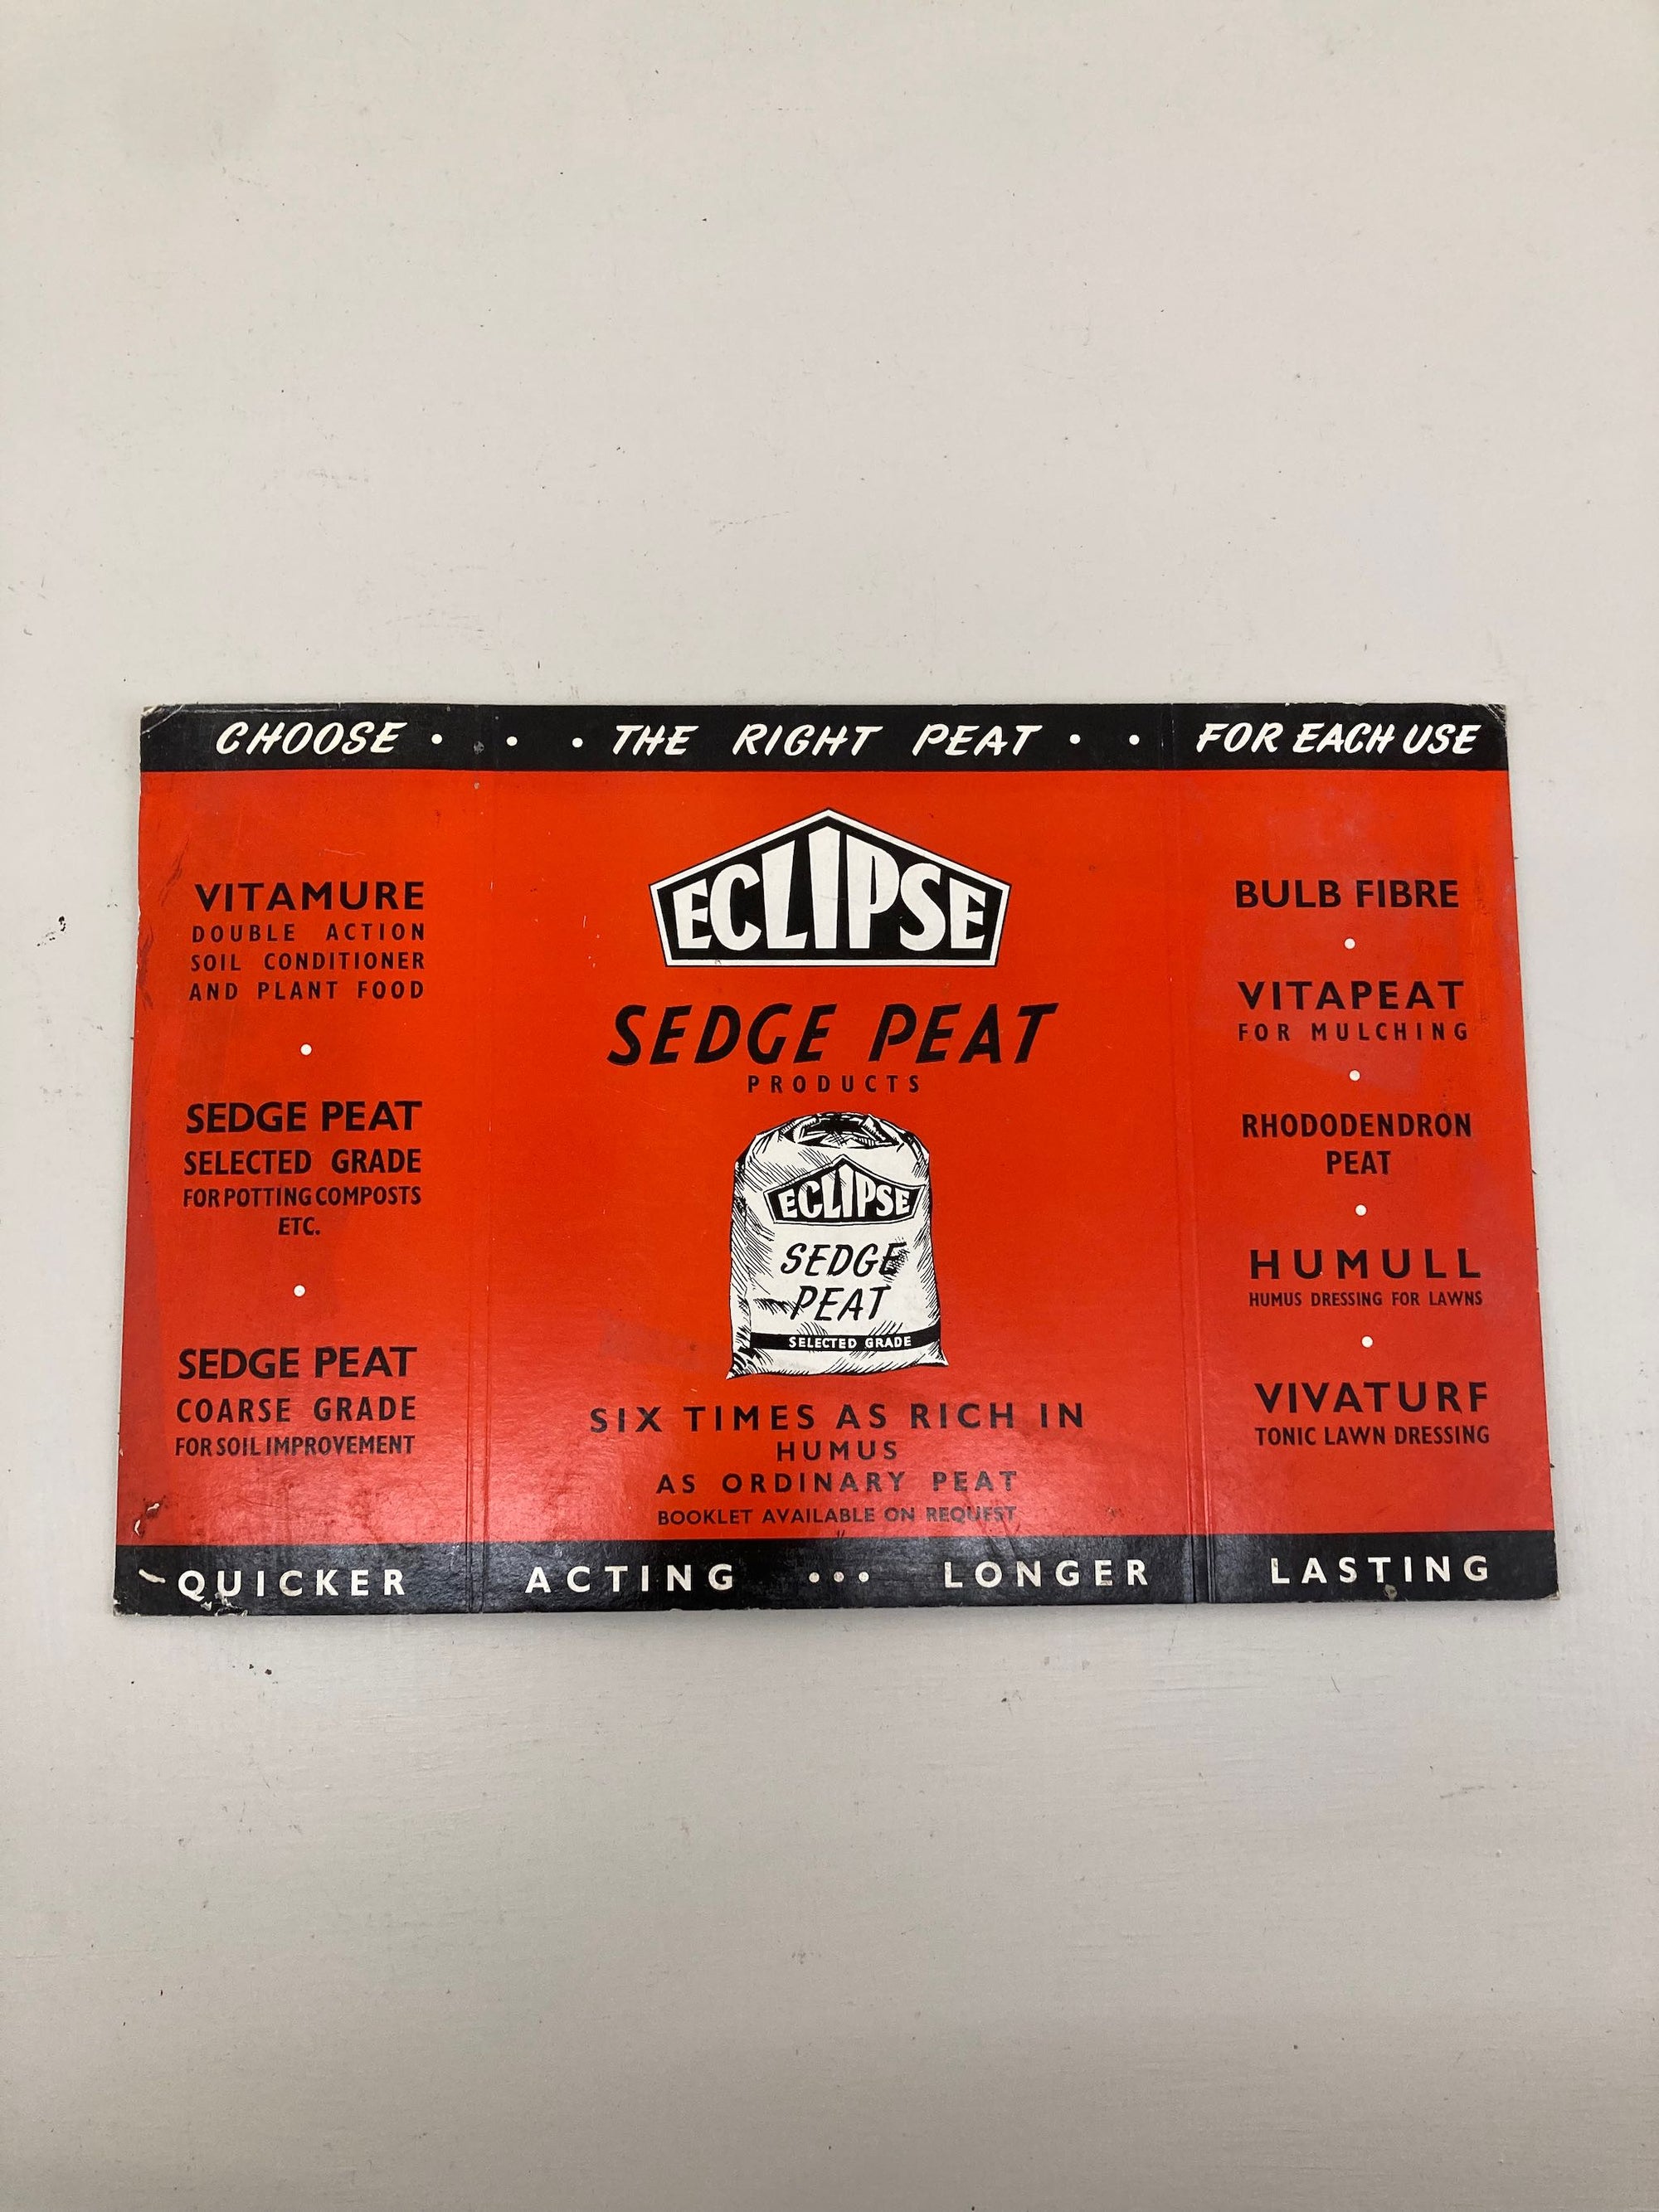 CHOOSE • • • THE RIGHT PEAT • • FOR EACH USE
VITAMURE
DOUBLE ACTION
SOIL CONDITIONER
AND PLANT FOOD
•
SEDGE PEAT
SELECTED GRADE
FOR POTTING COMPOSTS
ETC.
•
SEDGE PEAT
COARSE GRADE
FOR SOIL IMPROVEMENT
ECLIPSE
SEDGE PEAT
PRODUCTS
ECLIPSE
SEDGE
PEAT
SELECTED GRADE
SIX TIMES AS RICH IN
HUMUS
AS ORDINARY PEAT
BOOKLET AVAILABLE ON REQUEST
BULB FIBRE
•
VITAPEAT
FOR MULCHING
•
RHODODENDRON
PEAT
•
HUMULL
HUMUS DRESSING FOR LAWNS
•
VIVATURF
TONIC LAWN DRESSING
QUICKER ACTING ••• LONGER LASTING